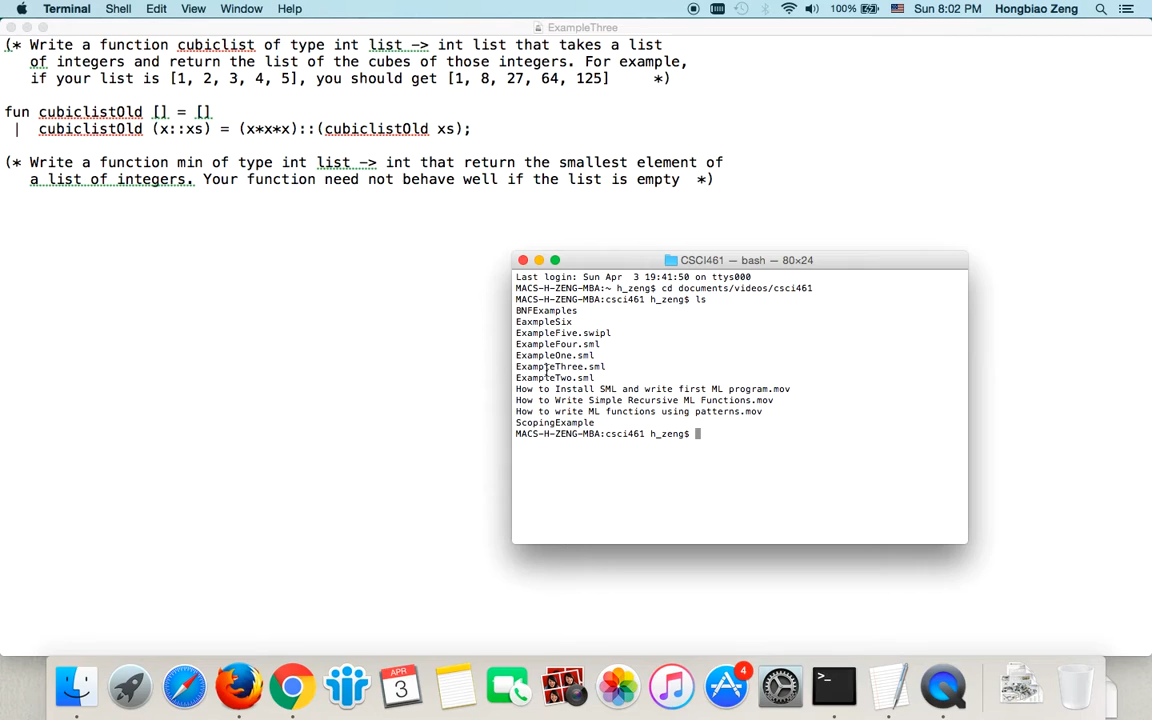 Terminal Shell Edit View Window Help 100% Sun 8:02 PM Hongbiao Zeng
ExampleThree
(* Write a function cubiclist of type int list -> int list that takes a list
of integers and return the list of the cubes of those integers. For example,
if your list is [1, 2, 3, 4, 5], you should get [1, 8, 27, 64, 125] *)
fun cubiclistOld [] = []
| cubiclistOld (x::xs) = (x*x*x)::(cubiclistOld xs);
(* Write a function min of type int list -> int that return the smallest element of
a list of integers. Your function need not behave well if the list is empty *)
CSCI461 — bash — 80×24
Last login: Sun Apr 3 19:41:50 on ttys000
MACS-H-ZENG-MBA:~ h_zeng$ cd documents/videos/csci461
MACS-H-ZENG-MBA:csci461 h_zeng$ ls
BNFExamples
EaxmpleSix
ExampleFive.swipl
ExampleFour.sml
ExampleOne.sml
ExampleThree.sml
ExampleTwo.sml
How to Install SML and write first ML program.mov
How to Write Simple Recursive ML Functions.mov
How to write ML functions using patterns.mov
ScopingExample
MACS-H-ZENG-MBA:csci461 h_zeng$
APR
3
4
>_